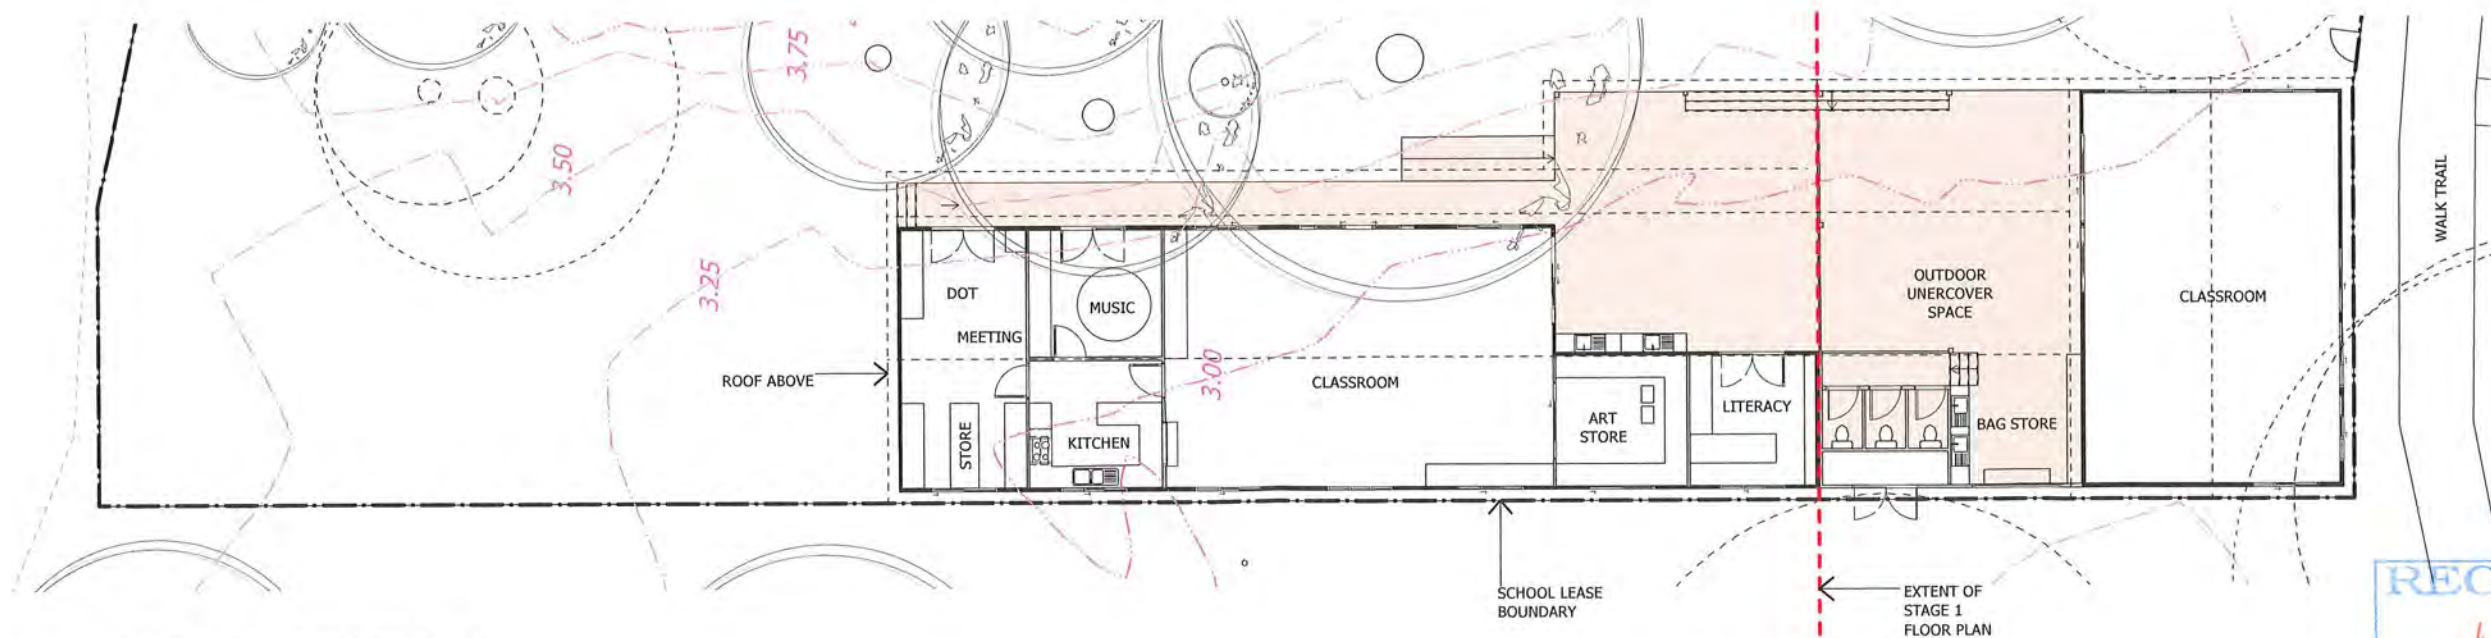 3.75
3.50
3.25
3.00
DOT
MEETING
MUSIC
STORE
KITCHEN
CLASSROOM
ROOF ABOVE
ART
STORE
LITERACY
OUTDOOR
UNERCOVER
SPACE
BAG STORE
CLASSROOM
WALK TRAIL
SCHOOL LEASE
BOUNDARY
EXTENT OF
STAGE 1
FLOOR PLAN
REC